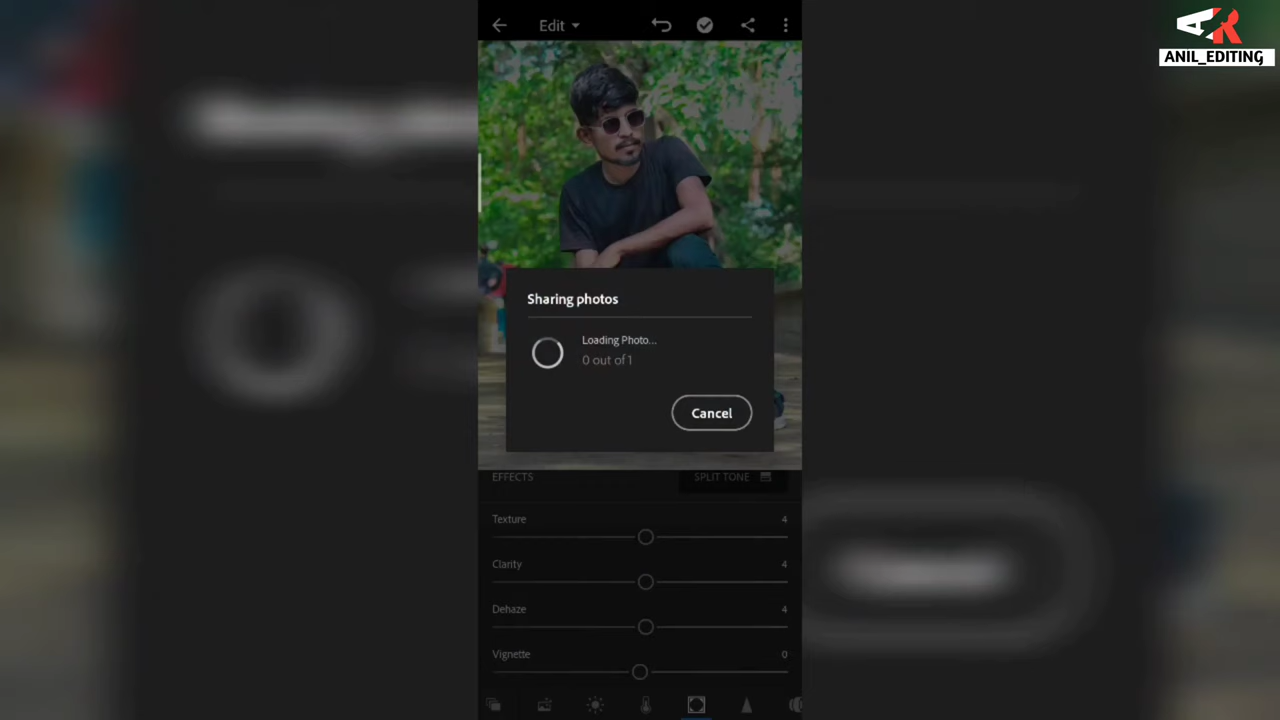 Edit
AR
ANIL_EDITING
Sharing photos
Loading Photo...
0 out of 1
Cancel
EFFECTS
SPLIT TONE
Texture 4
Clarity 4
Dehaze 4
Vignette 0